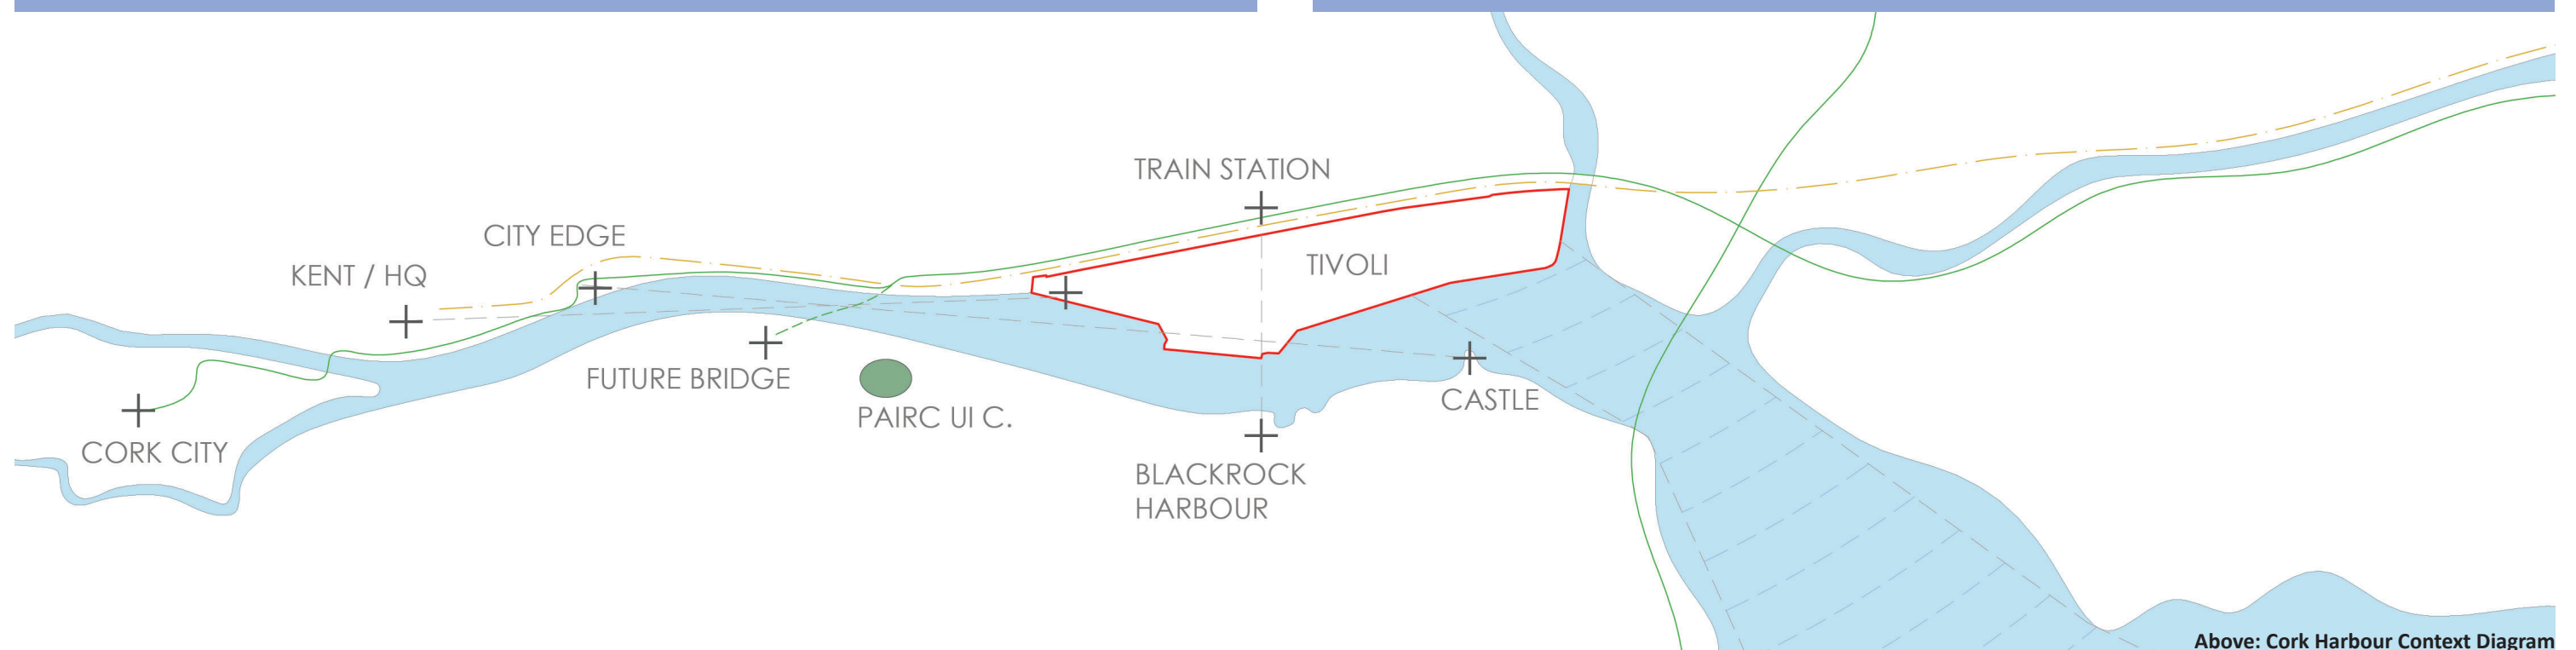 TRAIN STATION
CITY EDGE
TIVOLI
KENT / HQ
FUTURE BRIDGE
PAIRC UI C.
CASTLE
CORK CITY
BLACKROCK
HARBOUR
Above: Cork Harbour Context Diagram